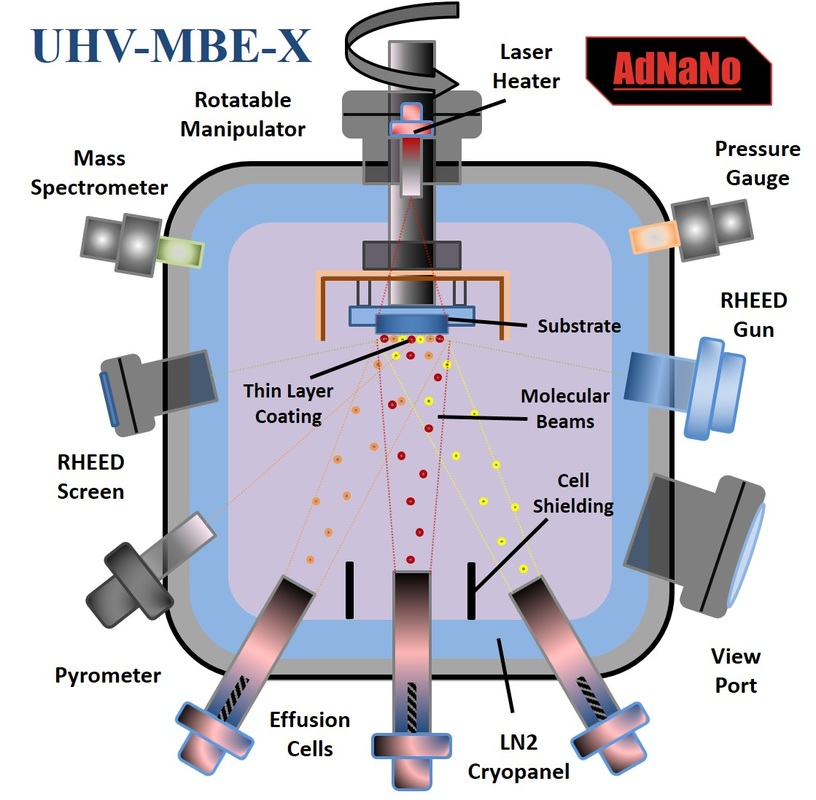 UHV-MBE-X
Laser
Heater
AdNaNo
Rotatable
Manipulator
Mass
Spectrometer
Pressure
Gauge
RHEED
Gun
Substrate
Thin Layer
Coating
Molecular
Beams
RHEED
Screen
Cell
Shielding
Pyrometer
View
Port
Effusion
Cells
LN2
Cryopanel